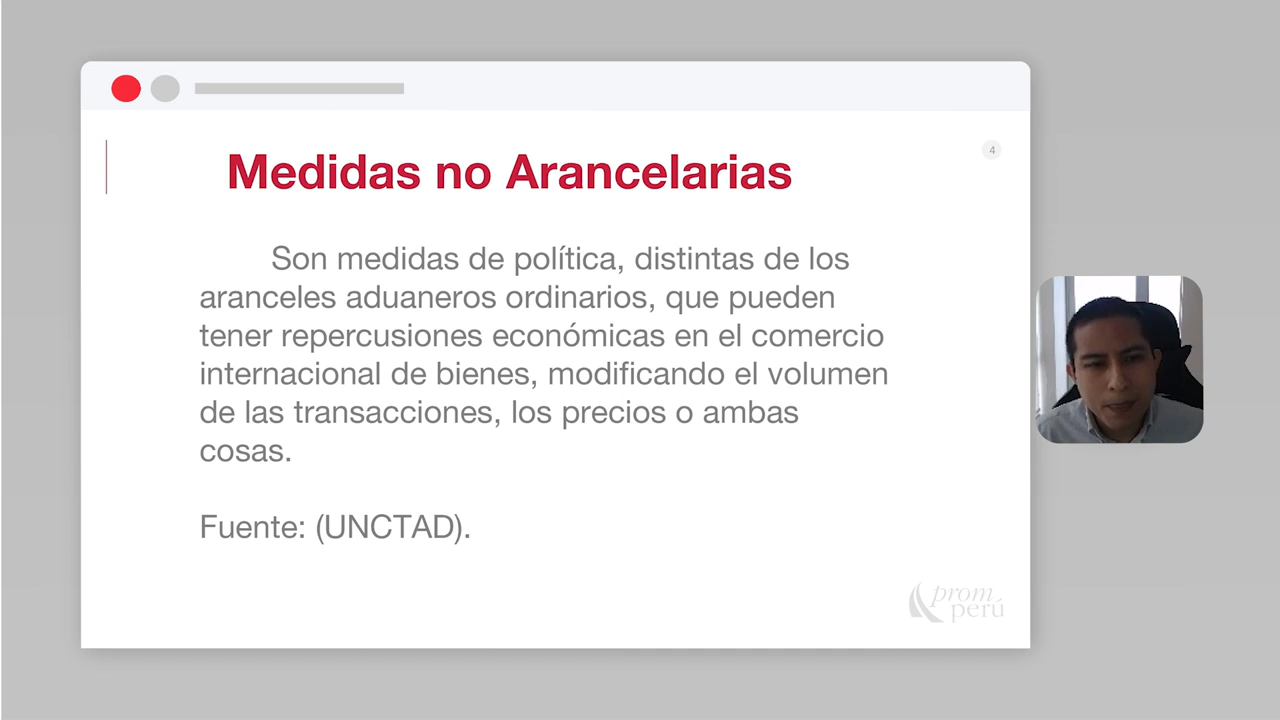 Medidas no Arancelarias
4
Son medidas de política, distintas de los
aranceles aduaneros ordinarios, que pueden
tener repercusiones económicas en el comercio
internacional de bienes, modificando el volumen
de las transacciones, los precios o ambas
cosas.
Fuente: (UNCTAD).
prom
perú